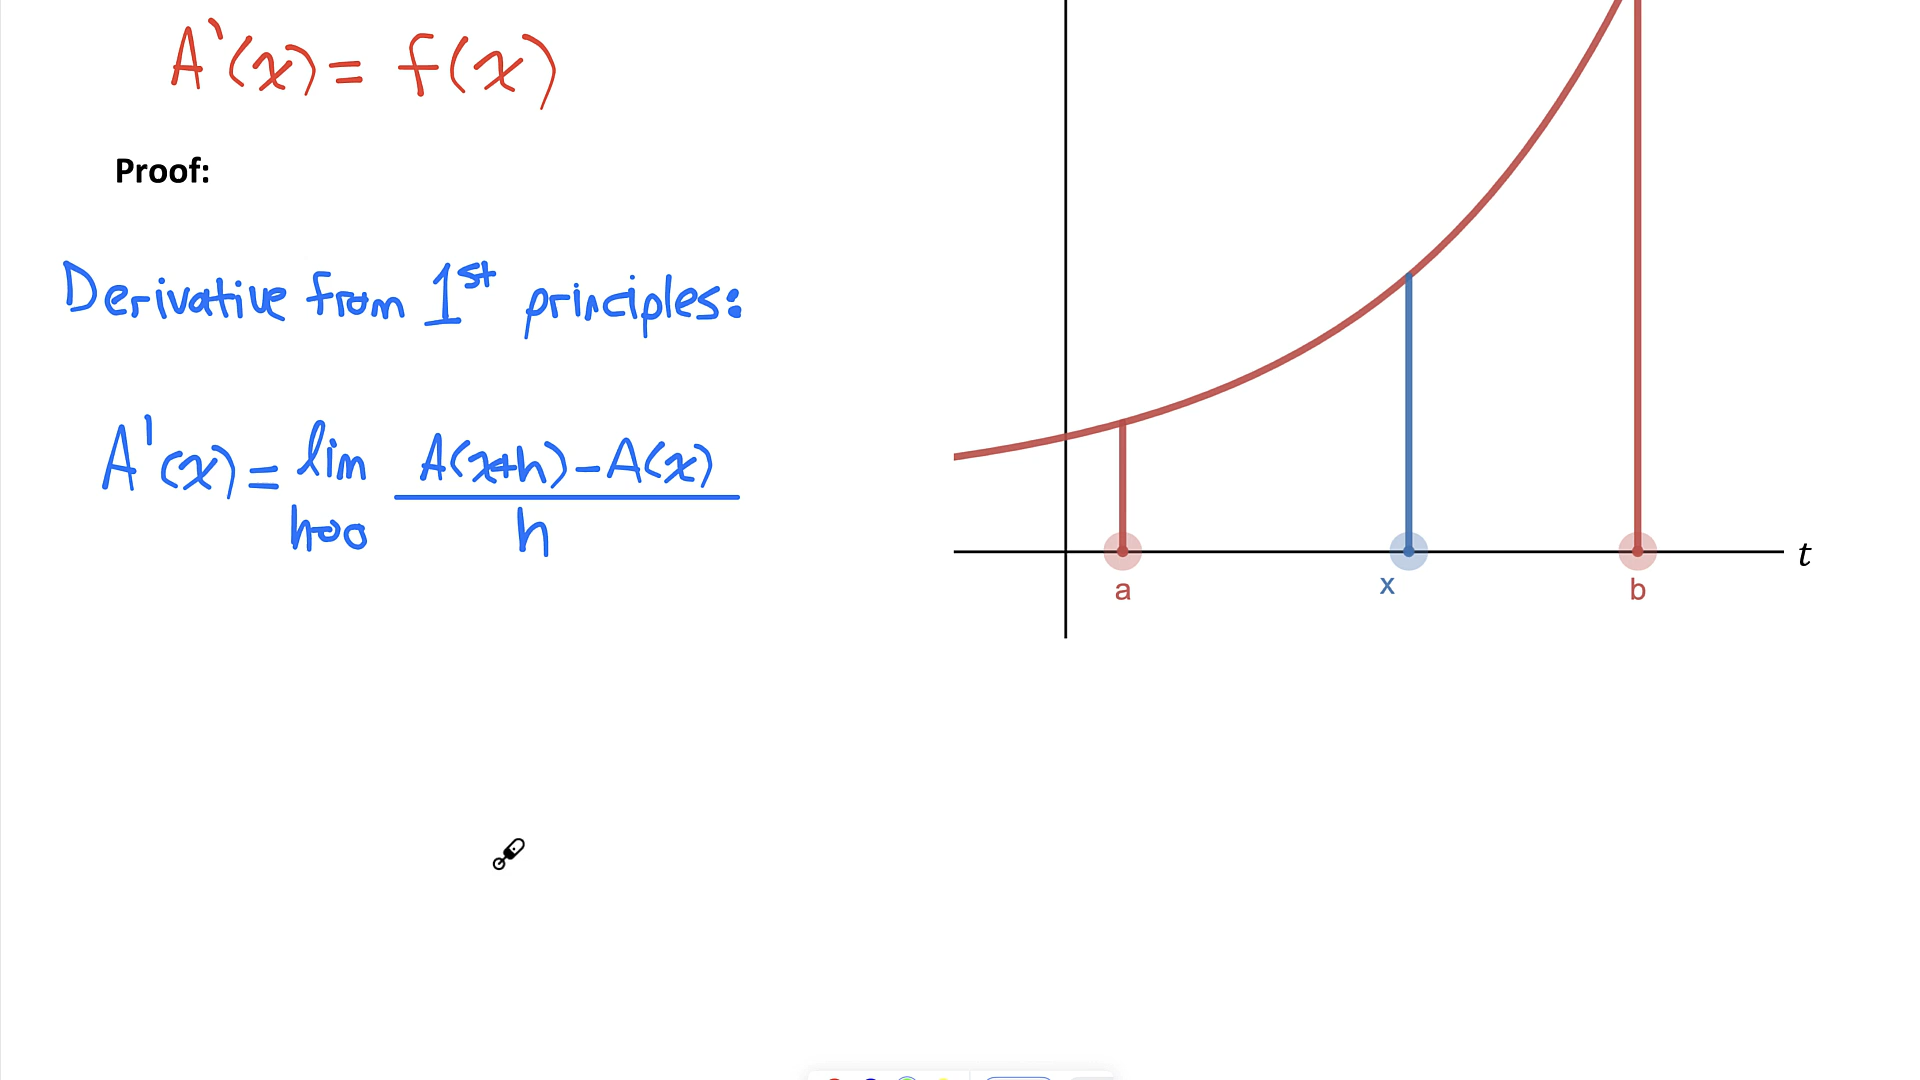 A'(x) = f(x)
Proof:
Derivative from 1st principles:
A'(x) = lim h→0 A(x+h) - A(x)
h
t
a
x
b